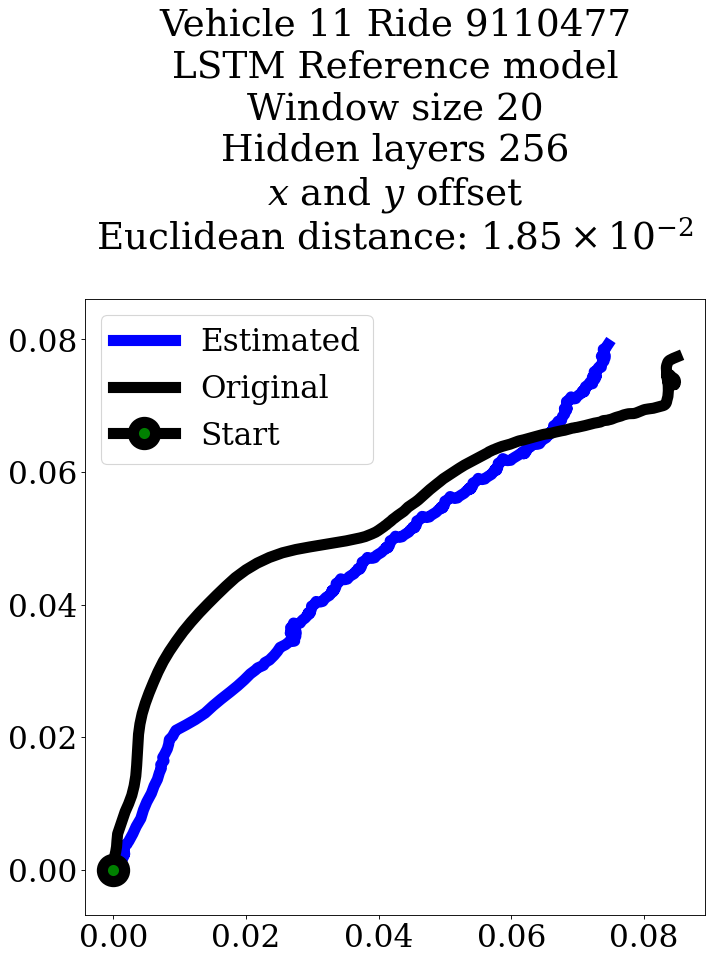 Vehicle 11 Ride 9110477
LSTM Reference model
Window size 20
Hidden layers 256
x and y offset
Euclidean distance: 1.85 × 10⁻²
Estimated
Original
Start
0.08
0.06
0.04
0.02
0.00
0.00 0.02 0.04 0.06 0.08